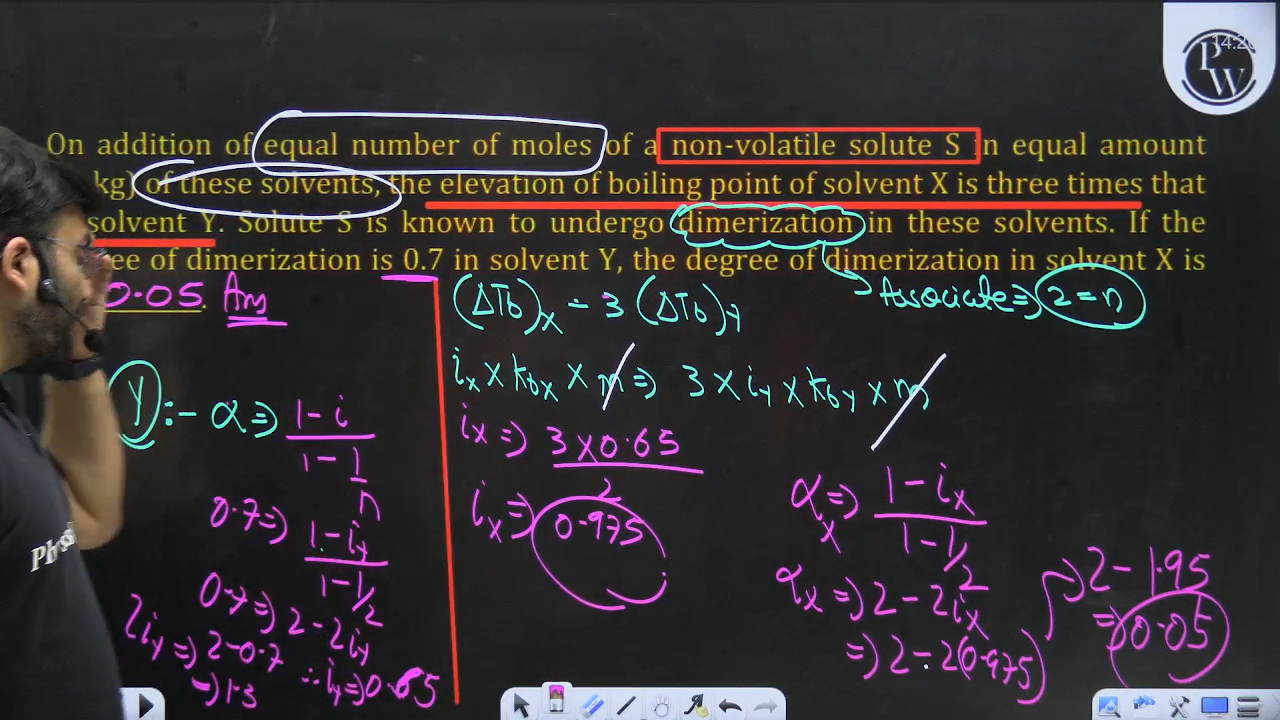 14:2
PW
On addition of equal number of moles of a non-volatile solute S in equal amount
kg) of these solvents, the elevation of boiling point of solvent X is three times that
solvent Y. Solute S is known to undergo dimerization in these solvents. If the
ee of dimerization is 0.7 in solvent Y, the degree of dimerization in solvent X is
0.05. Ans
(ΔTb)X = 3 (ΔTb)Y
Associate ⇒ 2 = n
iX × KbX × m ⇒ 3 × iY × KbY × m
iX ⇒ 3 × 0.65 / 2
iX ⇒ 0.975
Y :- α ⇒ 1 - i / 1 - 1/n
0.7 ⇒ 1 - iY / 1 - 1/2
0.7 ⇒ 2 - 2iY
2iY ⇒ 2 - 0.7
⇒ 1.3 ∴ iY ⇒ 0.65
αX ⇒ 1 - iX / 1 - 1/2
αX ⇒ 2 - 2iX
⇒ 2 - 2(0.975)
⇒ 2 - 1.95
⇒ 0.05
Physi